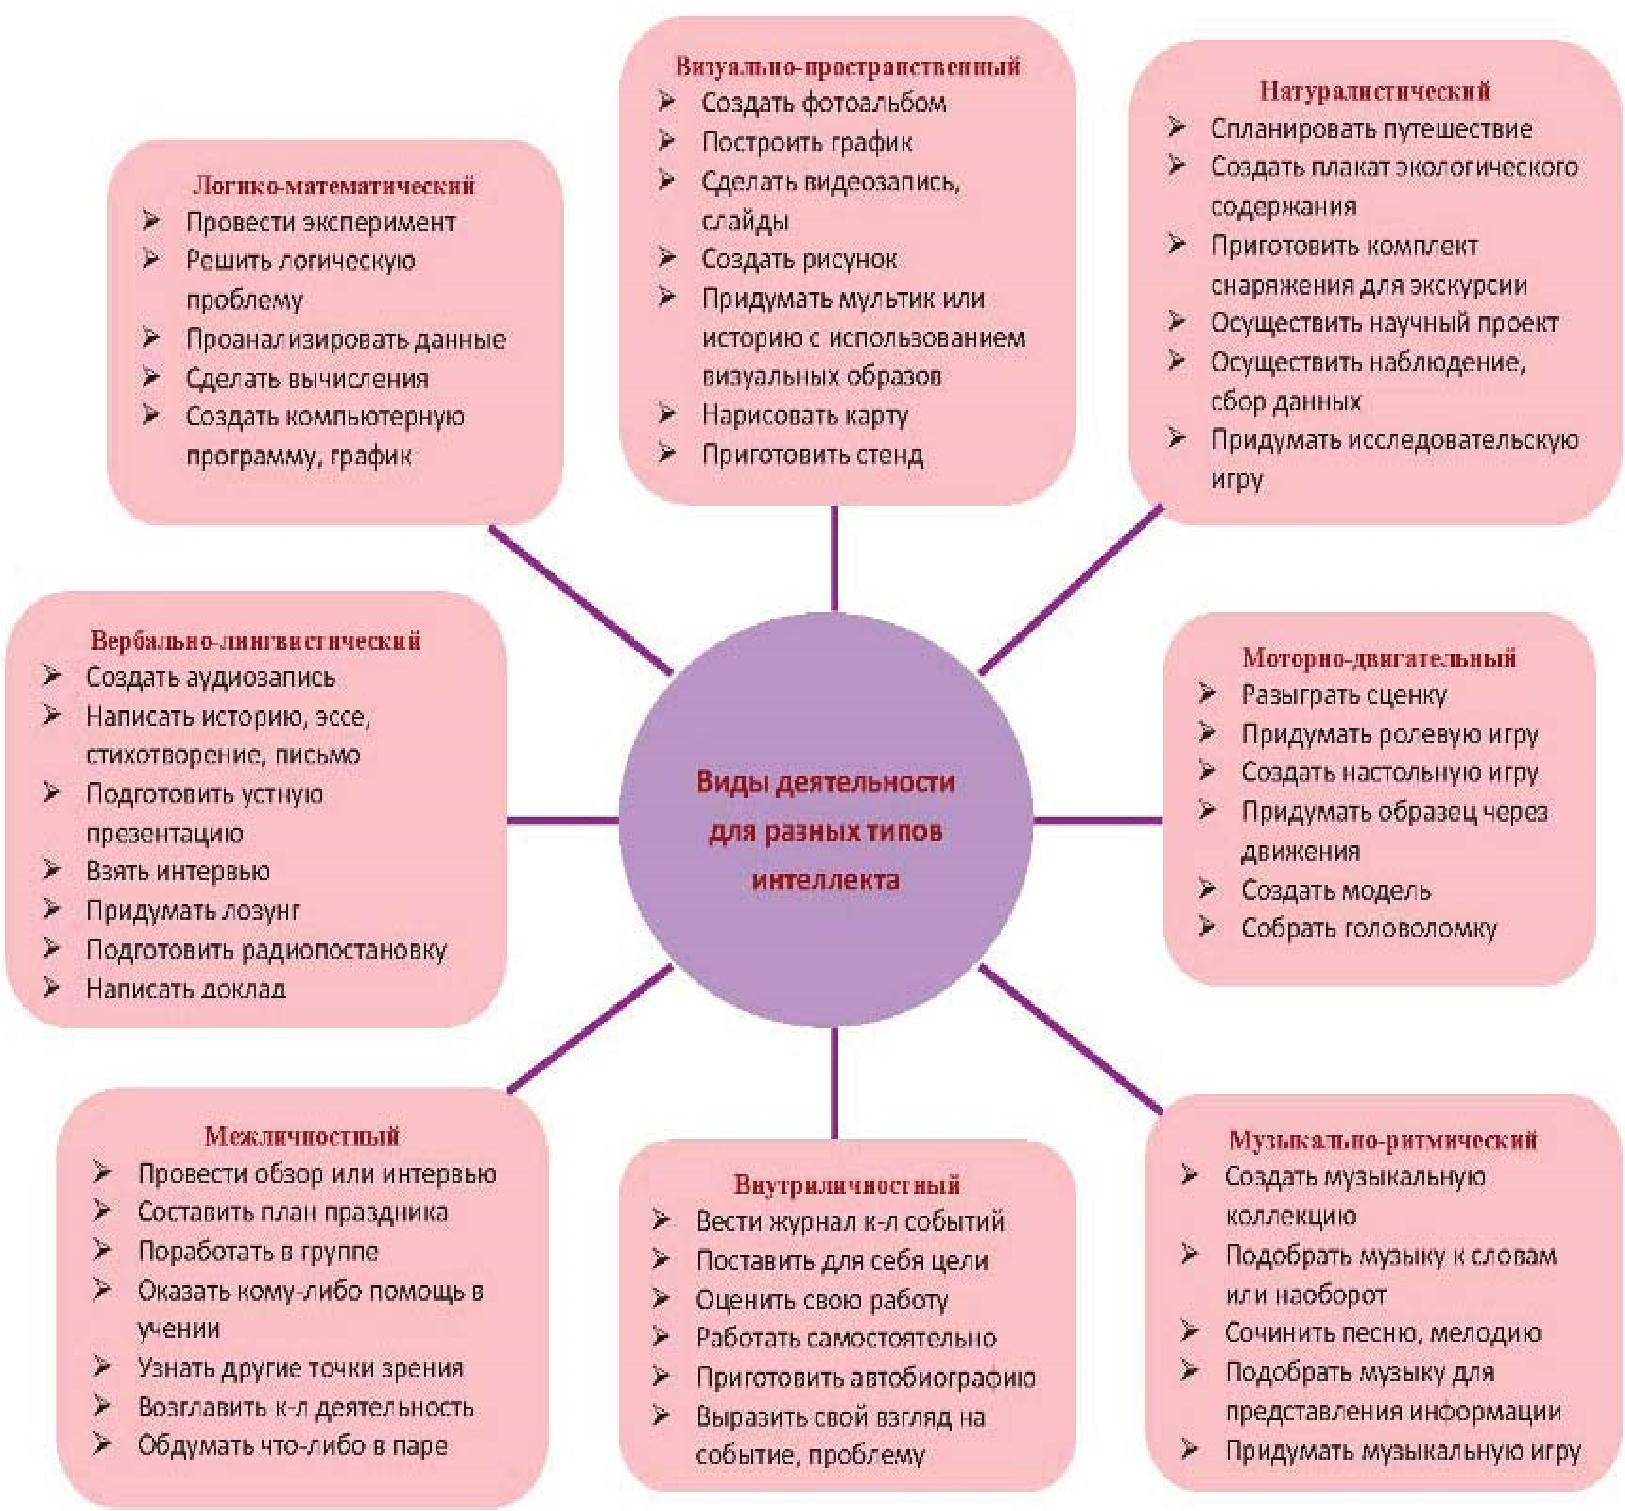 Визуально-пространственный
➢ Создать фотоальбом
➢ Построить график
➢ Сделать видеозапись,
слайды
➢ Создать рисунок
➢ Придумать мультик или
историю с использованием
визуальных образов
➢ Нарисовать карту
➢ Приготовить стенд
Натуралистический
➢ Спланировать путешествие
➢ Создать плакат экологического
содержания
➢ Приготовить комплект
снаряжения для экскурсии
➢ Осуществить научный проект
➢ Осуществить наблюдение,
сбор данных
➢ Придумать исследовательскую
игру
Логико-математический
➢ Провести эксперимент
➢ Решить логическую
проблему
➢ Проанализировать данные
➢ Сделать вычисления
➢ Создать компьютерную
программу, график
Вербально-лингвистический
➢ Создать аудиозапись
➢ Написать историю, эссе,
стихотворение, письмо
➢ Подготовить устную
презентацию
➢ Взять интервью
➢ Придумать лозунг
➢ Подготовить радиопостановку
➢ Написать доклад
Виды деятельности
для разных типов
интеллекта
Моторно-двигательный
➢ Разыграть сценку
➢ Придумать ролевую игру
➢ Создать настольную игру
➢ Придумать образец через
движения
➢ Создать модель
➢ Собрать головоломку
Межличностный
➢ Провести обзор или интервью
➢ Составить план праздника
➢ Поработать в группе
➢ Оказать кому-либо помощь в
учении
➢ Узнать другие точки зрения
➢ Возглавить к-л деятельность
➢ Обдумать что-либо в паре
Внутриличностный
➢ Вести журнал к-л событий
➢ Поставить для себя цели
➢ Оценить свою работу
➢ Работать самостоятельно
➢ Приготовить автобиографию
➢ Выразить свой взгляд на
событие, проблему
Музыкально-ритмический
➢ Создать музыкальную
коллекцию
➢ Подобрать музыку к словам
или наоборот
➢ Сочинить песню, мелодию
➢ Подобрать музыку для
представления информации
➢ Придумать музыкальную игру